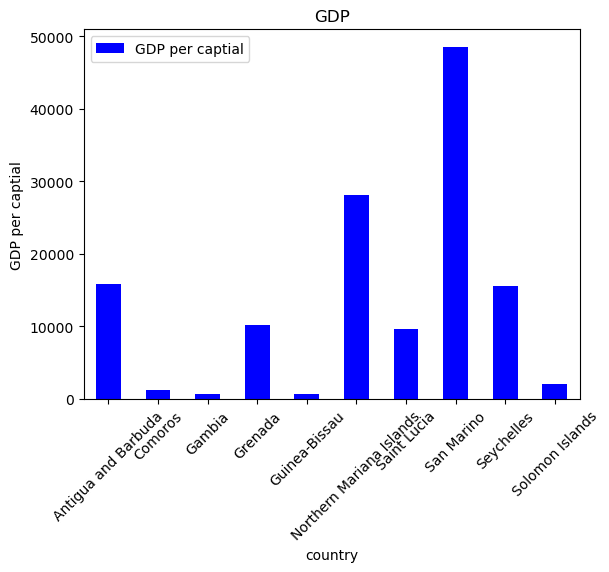 GDP
GDP per captial
GDP per captial
50000
40000
30000
20000
10000
0
Antigua and Barbuda
Comoros
Gambia
Grenada
Guinea-Bissau
Northern Mariana Islands
Saint Lucia
San Marino
Seychelles
Solomon Islands
country